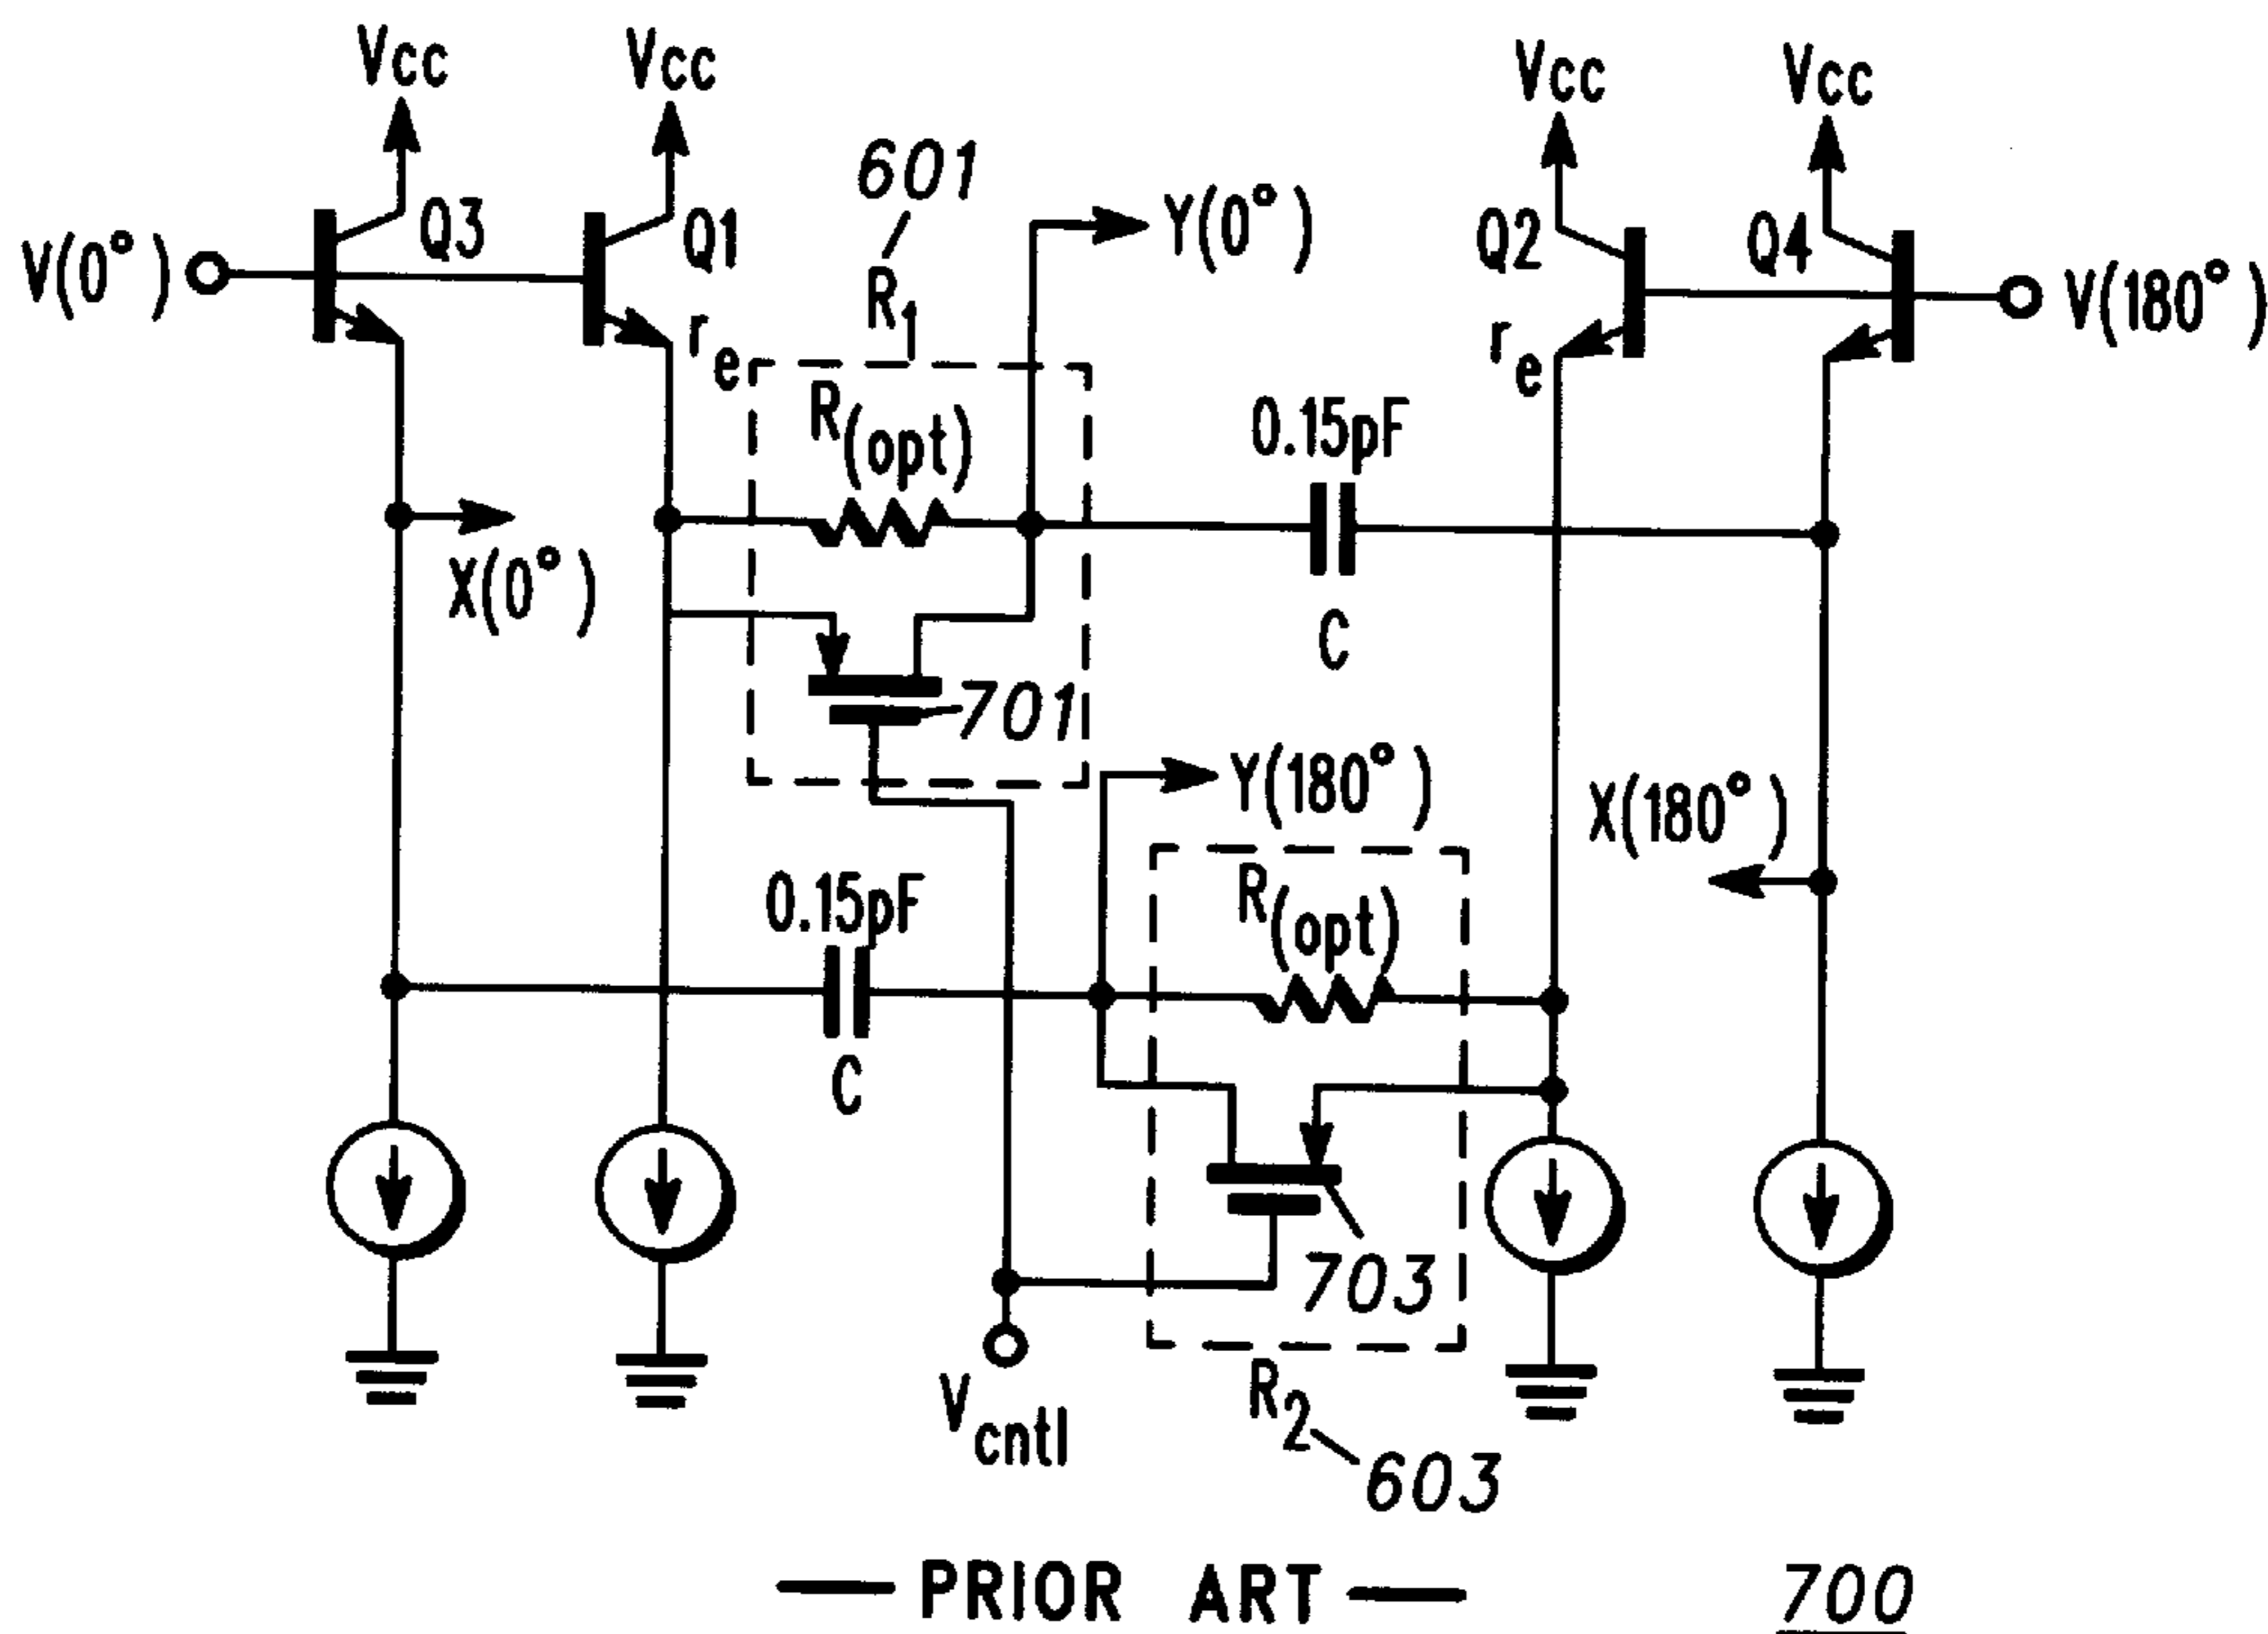 Vcc
Vcc
Vcc
Vcc
601
R1
Q3
Q1
Y(0°)
Q2
Q4
V(0°)
V(180°)
re
re
R(opt)
0.15pF
X(0°)
C
701
Y(180°)
X(180°)
0.15pF
R(opt)
C
703
Vcntl
R2
603
PRIOR ART
700